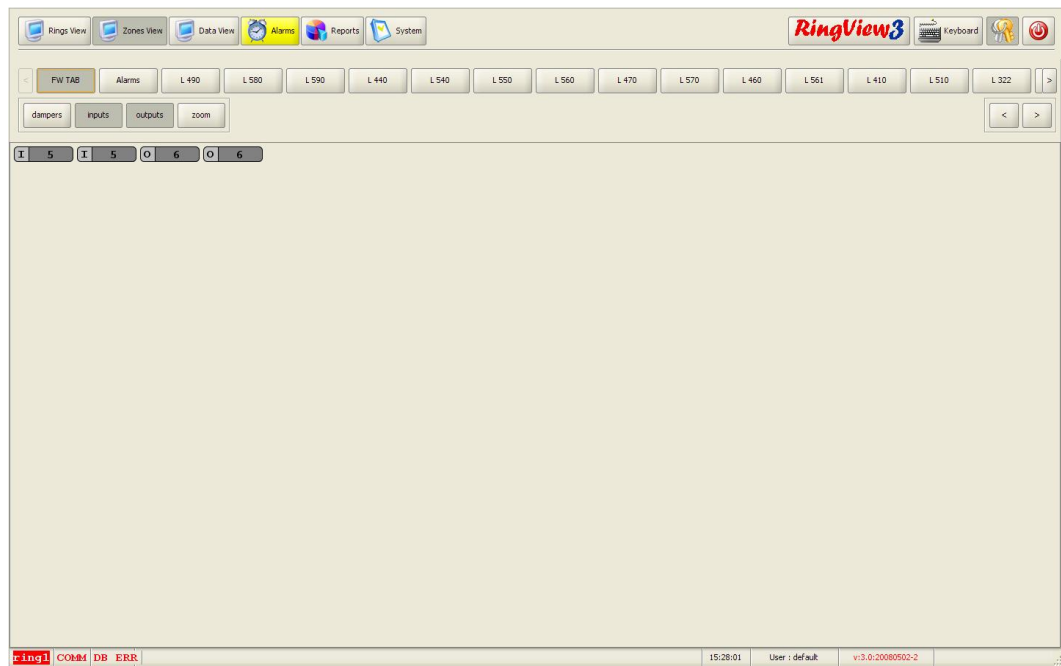 Rings View Zones View Data View Alarms Reports System RingView3 Keyboard
< FW TAB Alarms L 490 L 580 L 590 L 440 L 540 L 550 L 560 L 470 L 570 L 460 L 561 L 410 L 510 L 322 >
dampers inputs outputs zoom < >
I 5 I 5 O 6 O 6
ring1 COMM DB ERR 15:28:01 User : default v:3.0:20080502-2